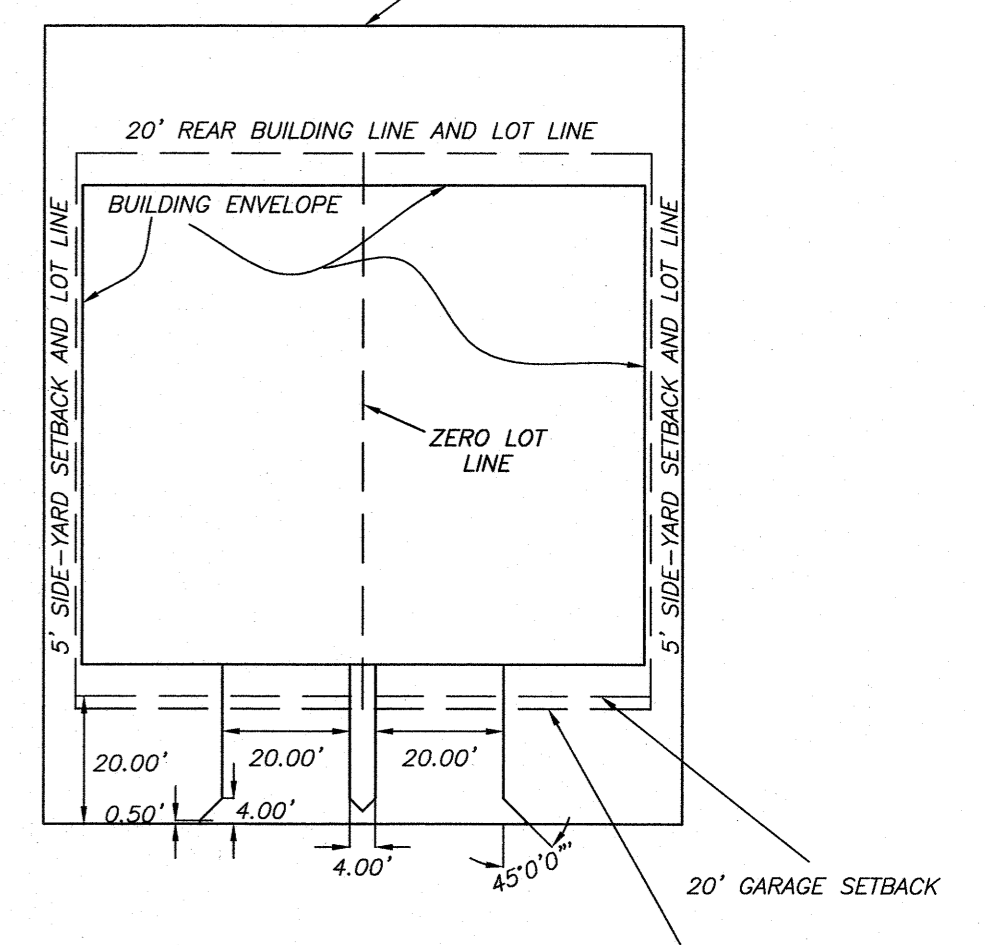 20' REAR BUILDING LINE AND LOT LINE
BUILDING ENVELOPE
5' SIDE-YARD SETBACK AND LOT LINE
5' SIDE-YARD SETBACK AND LOT LINE
ZERO LOT
LINE
20.00'
20.00'
20.00'
0.50'
4.00'
4.00'
45°0'0"'
20' GARAGE SETBACK